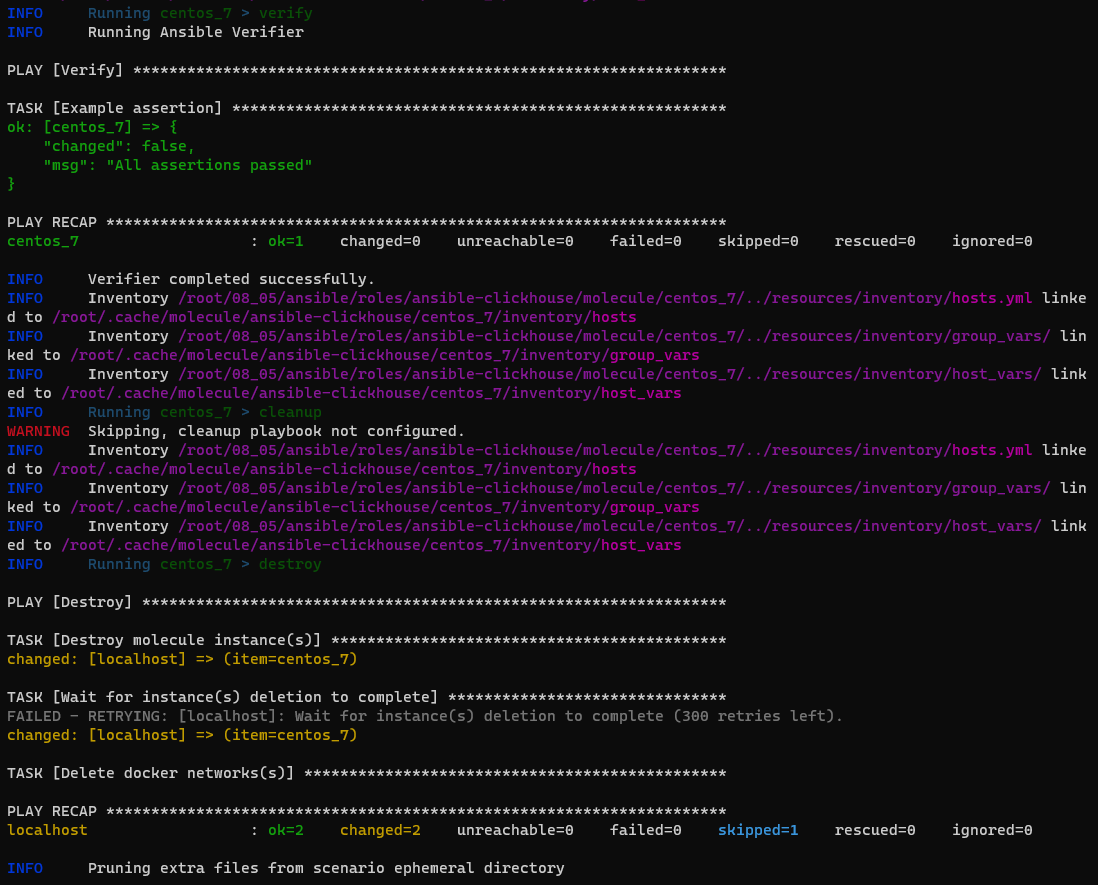 INFO     Running centos_7 > verify
INFO     Running Ansible Verifier
PLAY [Verify] ******************************************************************
TASK [Example assertion] *******************************************************
ok: [centos_7] => {
    "changed": false,
    "msg": "All assertions passed"
}
PLAY RECAP *********************************************************************
centos_7                   : ok=1    changed=0    unreachable=0    failed=0    skipped=0    rescued=0    ignored=0
INFO     Verifier completed successfully.
INFO     Inventory /root/08_05/ansible/roles/ansible-clickhouse/molecule/centos_7/../resources/inventory/hosts.yml linke
d to /root/.cache/molecule/ansible-clickhouse/centos_7/inventory/hosts
INFO     Inventory /root/08_05/ansible/roles/ansible-clickhouse/molecule/centos_7/../resources/inventory/group_vars/ lin
ked to /root/.cache/molecule/ansible-clickhouse/centos_7/inventory/group_vars
INFO     Inventory /root/08_05/ansible/roles/ansible-clickhouse/molecule/centos_7/../resources/inventory/host_vars/ link
ed to /root/.cache/molecule/ansible-clickhouse/centos_7/inventory/host_vars
INFO     Running centos_7 > cleanup
WARNING  Skipping, cleanup playbook not configured.
INFO     Inventory /root/08_05/ansible/roles/ansible-clickhouse/molecule/centos_7/../resources/inventory/hosts.yml linke
d to /root/.cache/molecule/ansible-clickhouse/centos_7/inventory/hosts
INFO     Inventory /root/08_05/ansible/roles/ansible-clickhouse/molecule/centos_7/../resources/inventory/group_vars/ lin
ked to /root/.cache/molecule/ansible-clickhouse/centos_7/inventory/group_vars
INFO     Inventory /root/08_05/ansible/roles/ansible-clickhouse/molecule/centos_7/../resources/inventory/host_vars/ link
ed to /root/.cache/molecule/ansible-clickhouse/centos_7/inventory/host_vars
INFO     Running centos_7 > destroy
PLAY [Destroy] *****************************************************************
TASK [Destroy molecule instance(s)] ********************************************
changed: [localhost] => (item=centos_7)
TASK [Wait for instance(s) deletion to complete] *******************************
FAILED - RETRYING: [localhost]: Wait for instance(s) deletion to complete (300 retries left).
changed: [localhost] => (item=centos_7)
TASK [Delete docker networks(s)] ***********************************************
PLAY RECAP *********************************************************************
localhost                  : ok=2    changed=2    unreachable=0    failed=0    skipped=1    rescued=0    ignored=0
INFO     Pruning extra files from scenario ephemeral directory